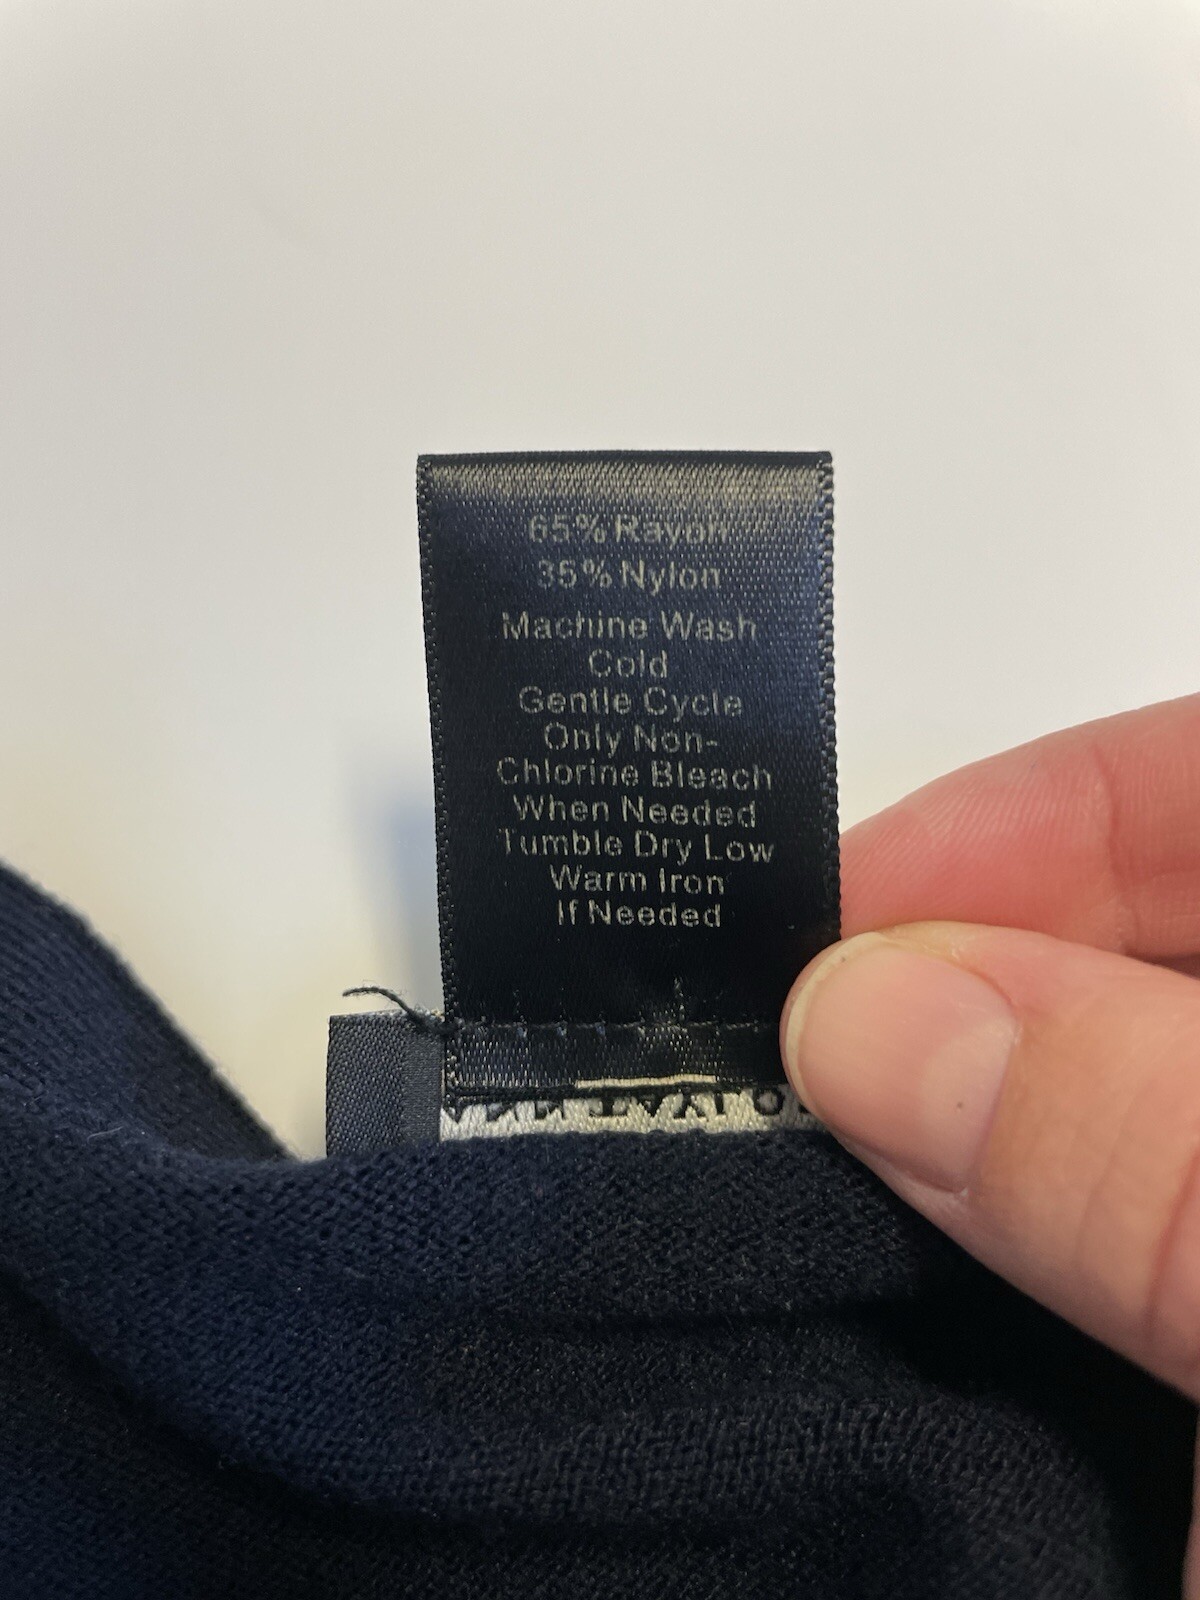 65% Rayon
35% Nylon
Machine Wash
Cold
Gentle Cycle
Only Non-
Chlorine Bleach
When Needed
Tumble Dry Low
Warm Iron
If Needed